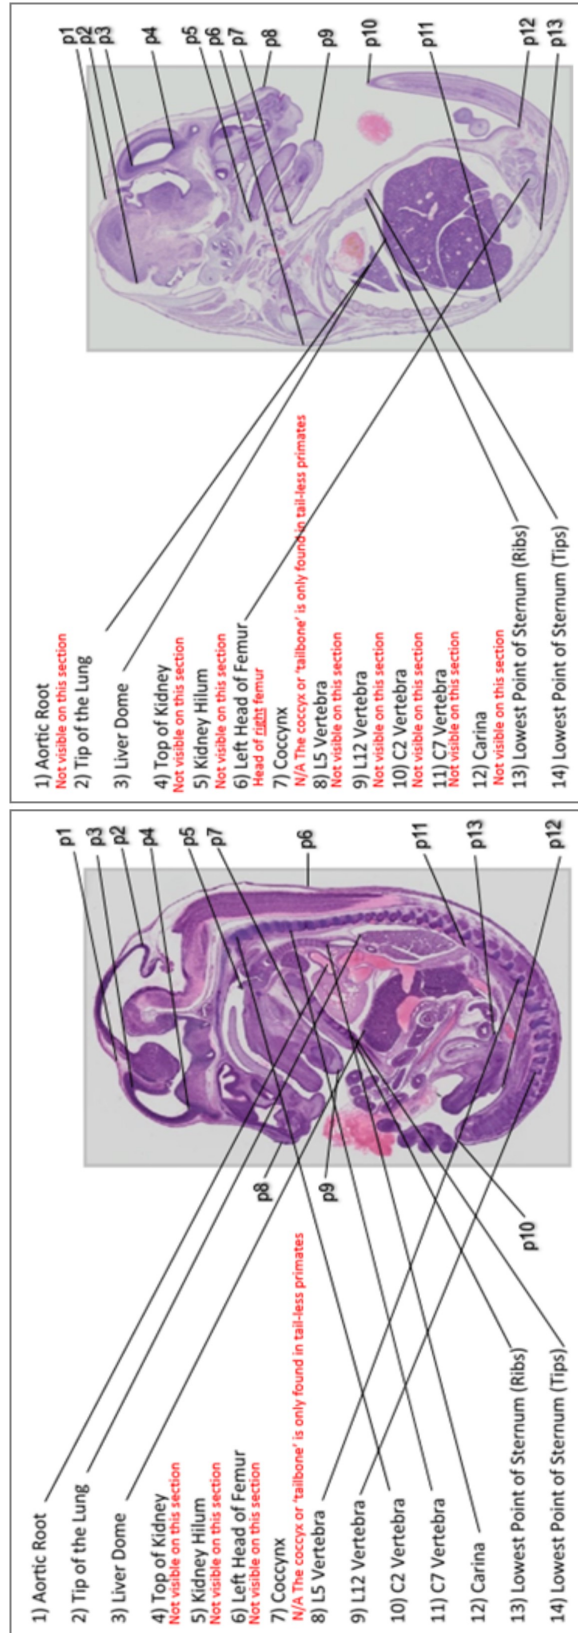 p1
p2
p3
p4
p5
p6
p7
p8
p9
p10
p11
p12
p13
1) Aortic Root
Not visible on this section
2) Tip of the Lung
3) Liver Dome
4) Top of Kidney
Not visible on this section
5) Kidney Hilum
Not visible on this section
6) Left Head of Femur
Head of right femur
7) Coccynx
N/A The coccyx or 'tailbone' is only found in tail-less primates
8) L5 Vertebra
Not visible on this section
9) L12 Vertebra
Not visible on this section
10) C2 Vertebra
Not visible on this section
11) C7 Vertebra
Not visible on this section
12) Carina
Not visible on this section
13) Lowest Point of Sternum (Ribs)
14) Lowest Point of Sternum (Tips)
p1
p3
p2
p4
p5
p7
p6
p11
p13
p12
p8
p9
p10
1) Aortic Root
2) Tip of the Lung
3) Liver Dome
4) Top of Kidney
Not visible on this section
5) Kidney Hilum
Not visible on this section
6) Left Head of Femur
Not visible on this section
7) Coccynx
N/A The coccyx or 'tailbone' is only found in tail-less primates
8) L5 Vertebra
9) L12 Vertebra
10) C2 Vertebra
11) C7 Vertebra
12) Carina
13) Lowest Point of Sternum (Ribs)
14) Lowest Point of Sternum (Tips)